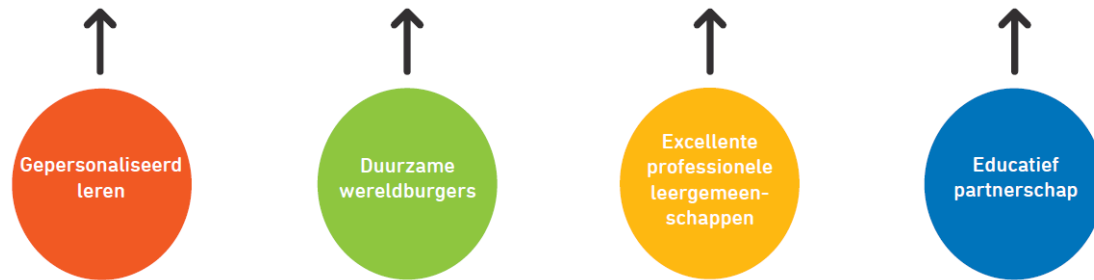 Gepersonaliseerd
leren
Duurzame
wereldburgers
Excellente
professionele
leergemeen-
schappen
Educatief
partnerschap